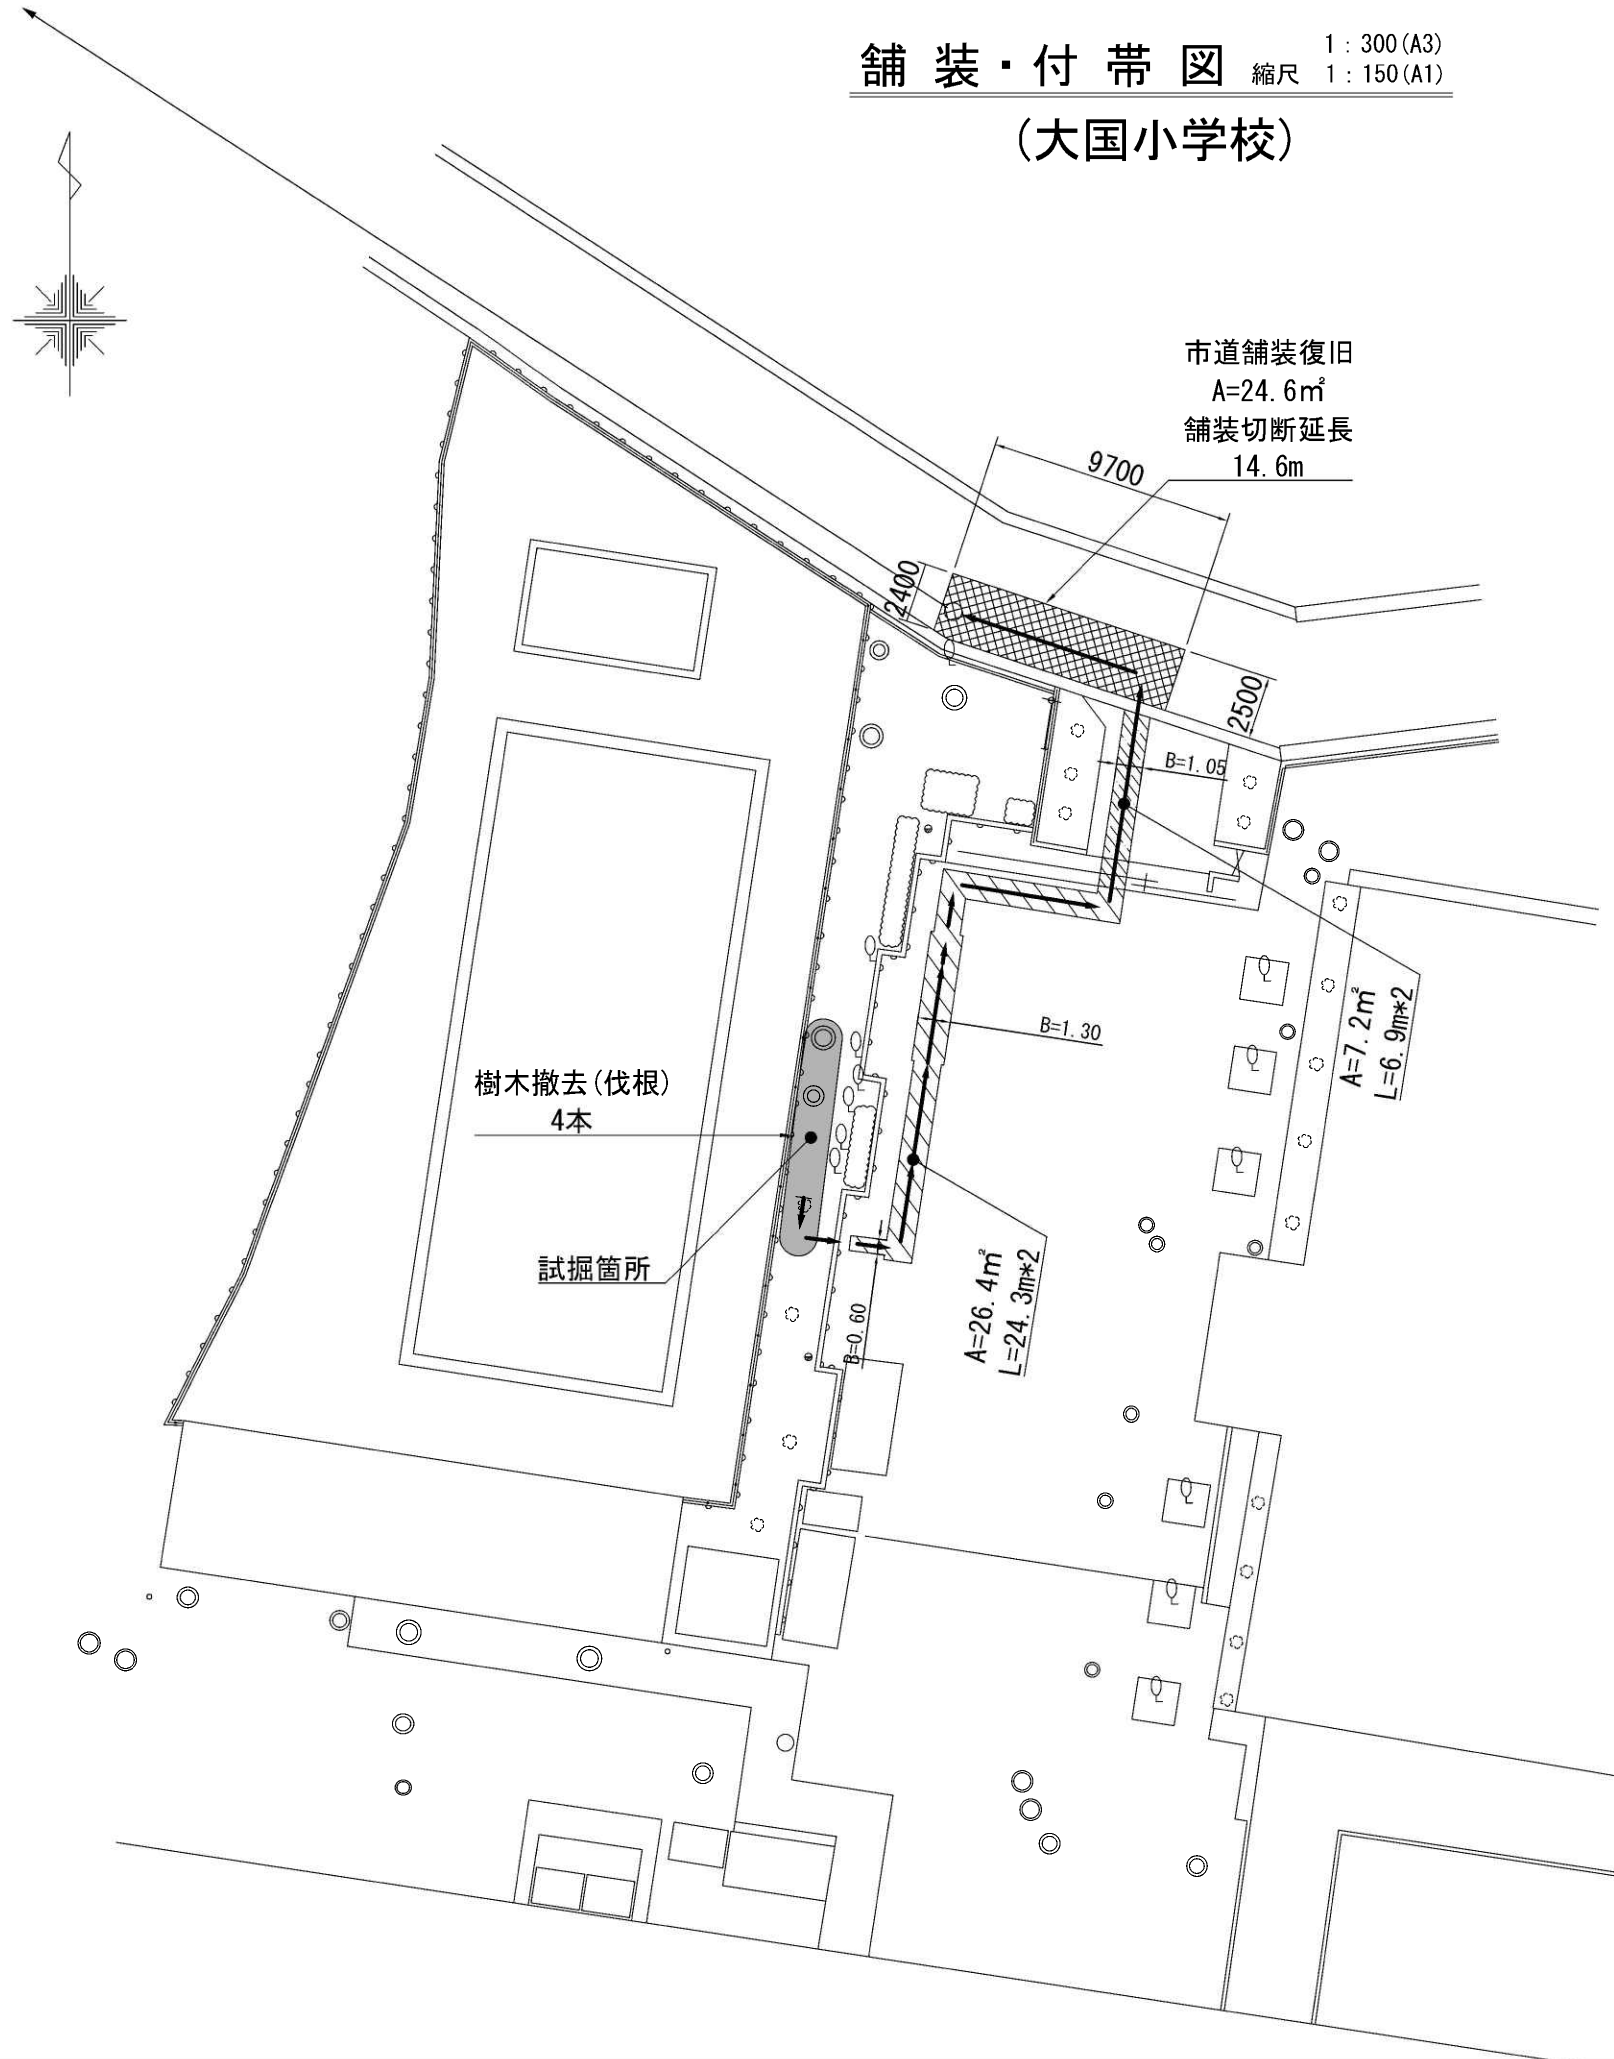 舗装・付帯図 縮尺 1:300(A3)
1:150(A1)
(大国小学校)
市道舗装復旧
A=24.6㎡
舗装切断延長
14.6m
9700
2400
2500
B=1.05
A=7.2㎡
L=6.9m*2
B=1.30
樹木撤去(伐根)
4本
試掘箇所
B=0.60
A=26.4㎡
L=24.3m*2